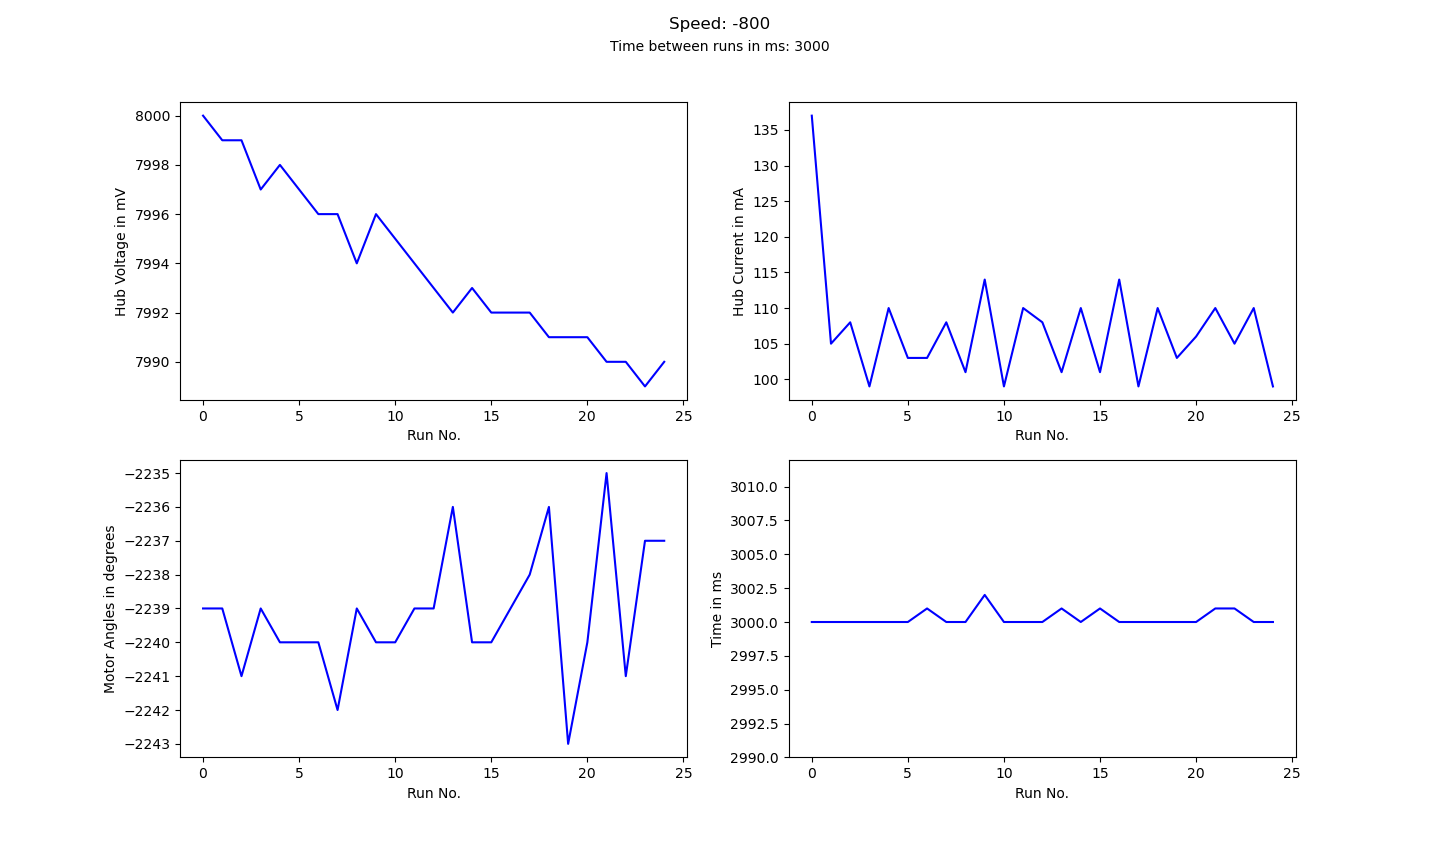 Speed: -800
Time between runs in ms: 3000
8000
7998
7996
7994
7992
7990
Hub Voltage in mV
0 5 10 15 20 25
Run No.
135
130
125
120
115
110
105
100
Hub Current in mA
0 5 10 15 20 25
Run No.
−2235
−2236
−2237
−2238
−2239
−2240
−2241
−2242
−2243
Motor Angles in degrees
0 5 10 15 20 25
Run No.
3010.0
3007.5
3005.0
3002.5
3000.0
2997.5
2995.0
2992.5
2990.0
Time in ms
0 5 10 15 20 25
Run No.